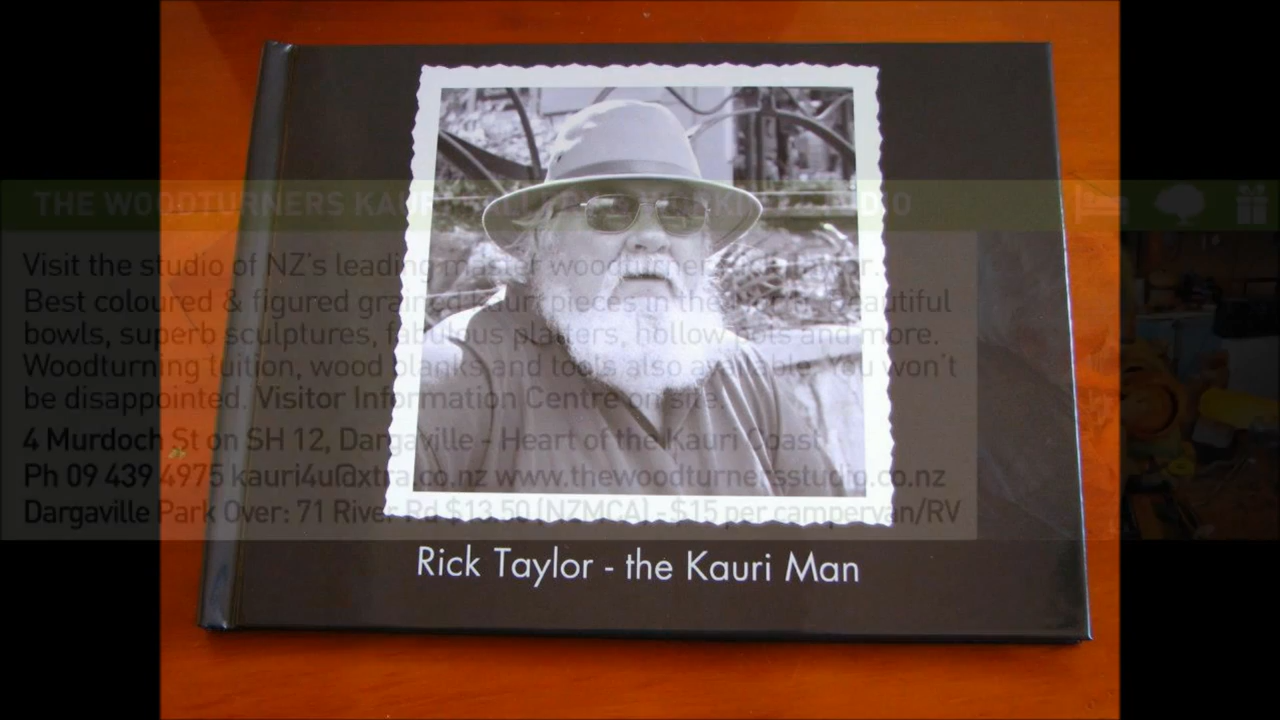 THE WOODTURNERS KAURI
Visit the studio of NZ's leading master woodturner
Best coloured & figured grained Kauri pieces in the beautiful
bowls, superb sculptures, fabulous platters, hollow pots and more.
Woodturning tuition, wood blanks and tools also available. You won't
be disappointed. Visitor Information Centre on site.
4 Murdoch St on SH 12, Dargaville - Heart of the Kauri Coast
Ph 09 439 4975 kauri4u@xtra.co.nz www.thewoodturnersstudio.co.nz
Dargaville Park Over: 71 River Rd $13.50 (NZMCA) - $15 per campervan/RV
Rick Taylor - the Kauri Man